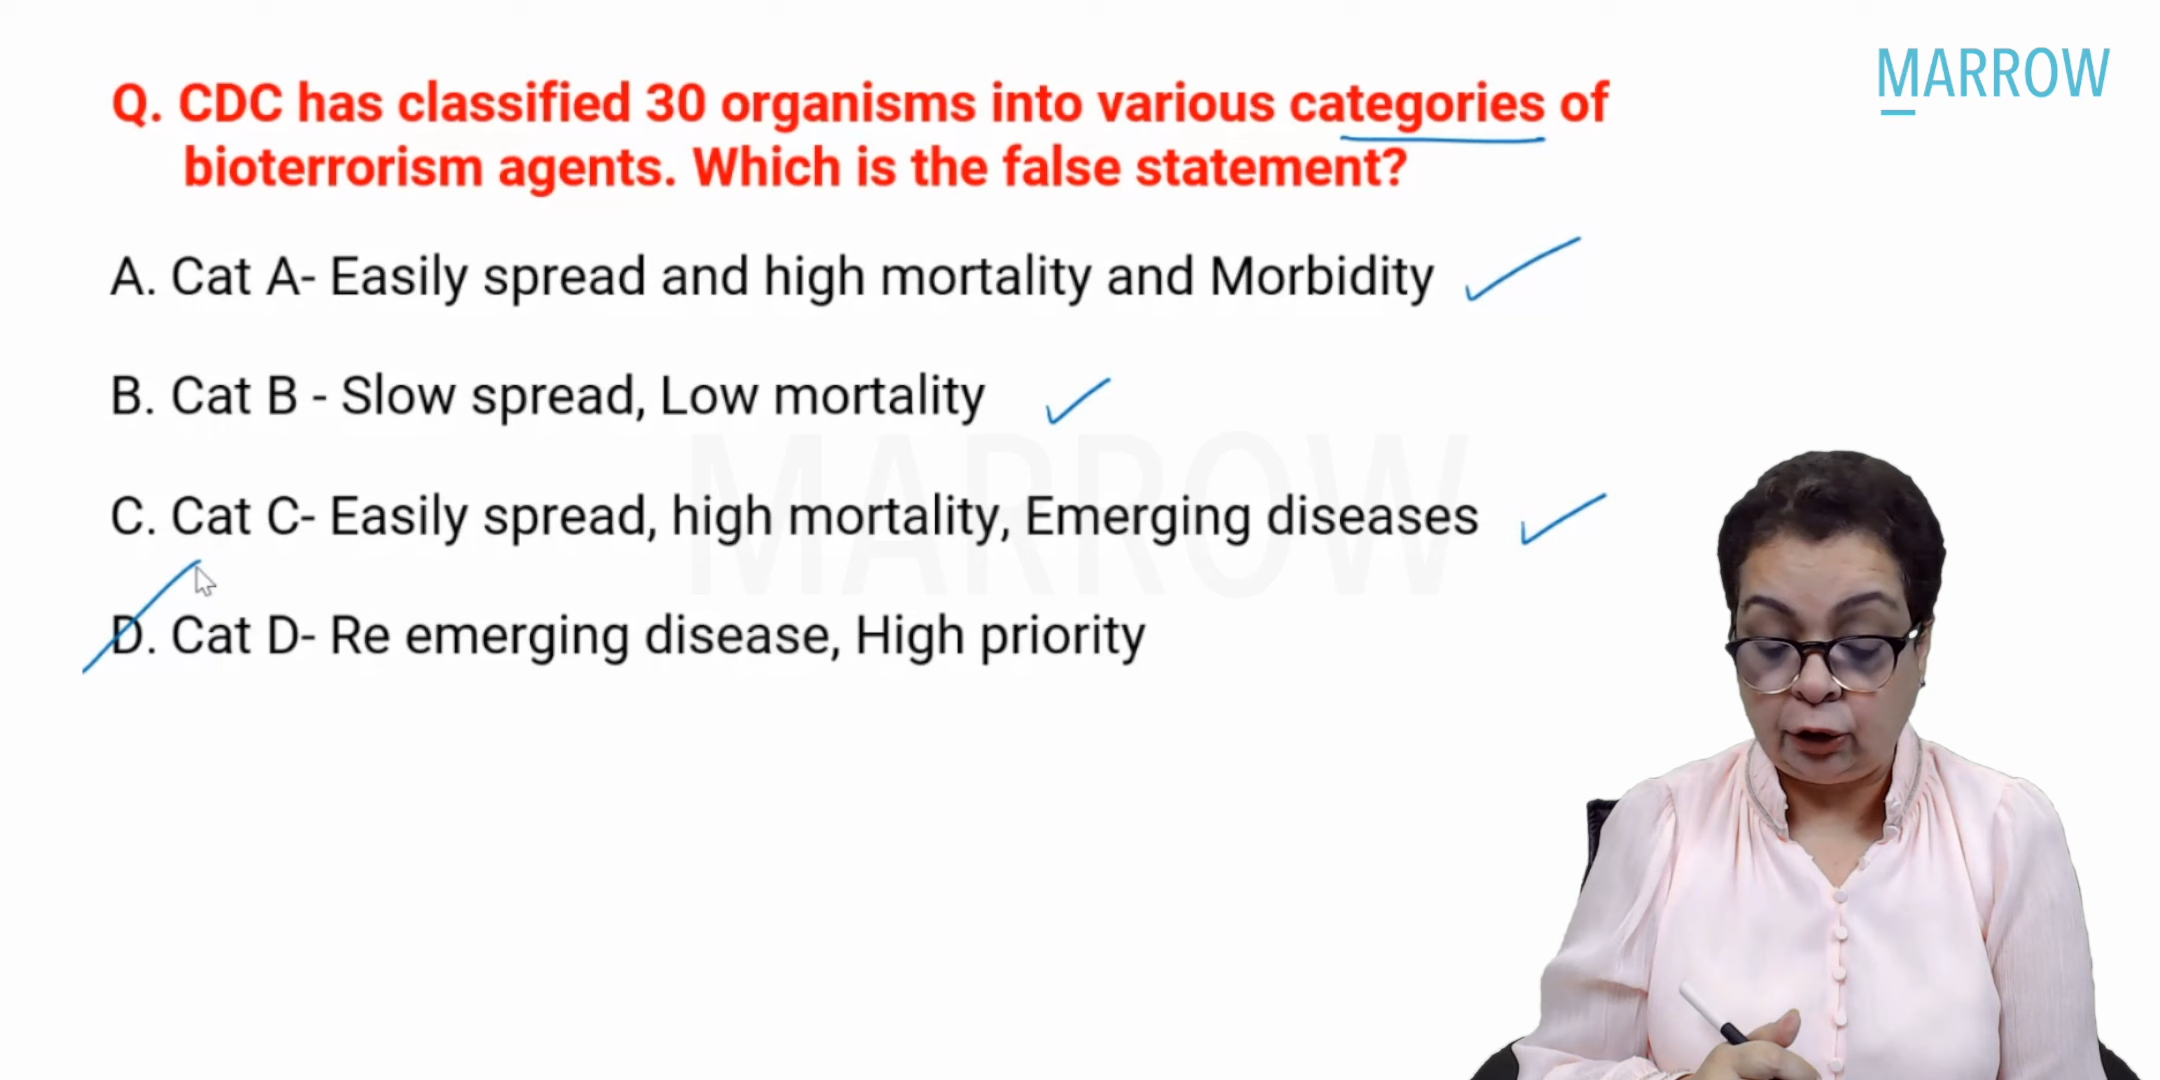 MARROW
Q. CDC has classified 30 organisms into various categories of
bioterrorism agents. Which is the false statement?
A. Cat A- Easily spread and high mortality and Morbidity
B. Cat B - Slow spread, Low mortality
MARROW
C. Cat C- Easily spread, high mortality, Emerging diseases
D. Cat D- Re emerging disease, High priority